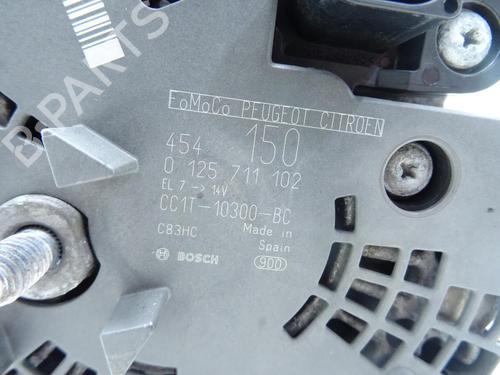 FoMoCo PEUGEOT CITROEN
454 150
0 125 711 102
EL 7 -> 14V
CC1T-10300-BC
C83HC Made in
Spain
BOSCH 900
B-PARTS